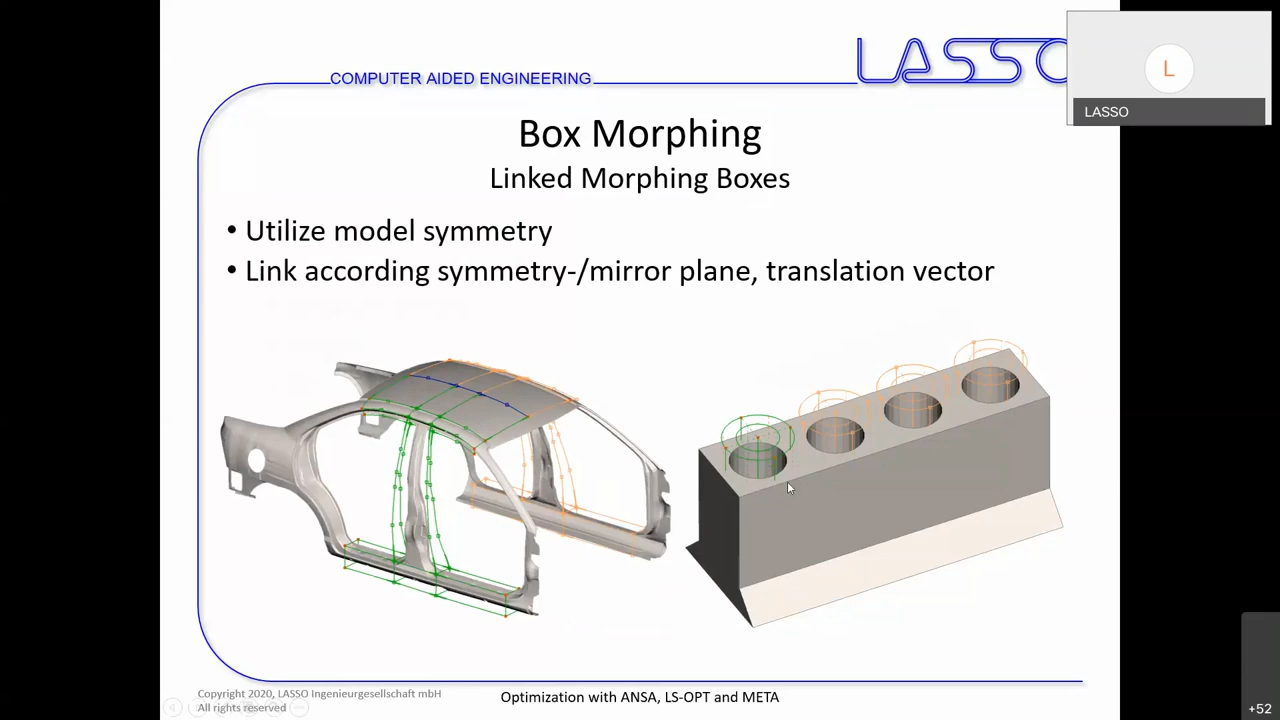 COMPUTER AIDED ENGINEERING
LASSO
L
LASSO
Box Morphing
Linked Morphing Boxes
• Utilize model symmetry
• Link according symmetry-/mirror plane, translation vector
Copyright 2020, LASSO Ingenieurgesellschaft mbH
All rights reserved
Optimization with ANSA, LS-OPT and META
+52